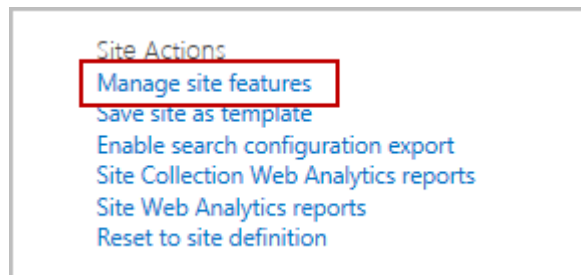 Site Actions
Manage site features
Save site as template
Enable search configuration export
Site Collection Web Analytics reports
Site Web Analytics reports
Reset to site definition